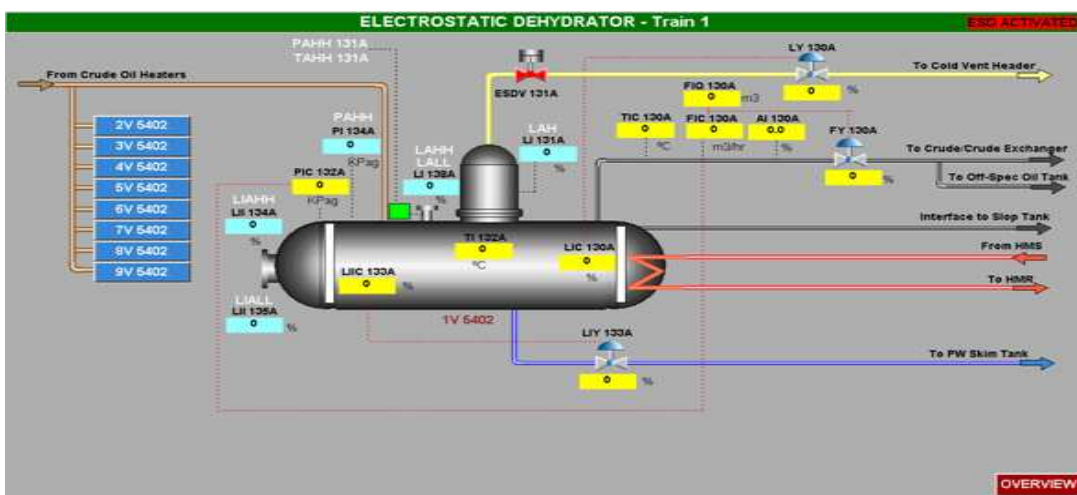 ELECTROSTATIC DEHYDRATOR - Train 1
ESD ACTIVATED
PAHH 131A
TAHH 131A
LY 130A
From Crude Oil Heaters
To Cold Vent Header
ESDV 131A
0
%
FIQ 130A
0
m3
2V 5402
3V 5402
4V 5402
5V 5402
6V 5402
7V 5402
8V 5402
9V 5402
PAHH
PI 134A
0
KPag
LAH
LI 131A
0
%
TIC 130A
0
ºC
FIC 130A
0
m3/hr
AI 130A
0.0
%
FY 130A
0
%
To Crude/Crude Exchanger
To Off-Spec Oil Tank
LAHH
LALL
LI 138A
0
%
PIC 132A
0
KPag
LIAHH
LII 134A
0
%
Interface to Slop Tank
TI 132A
0
ºC
LIC 130A
0
%
From HMS
To HMR
LIIC 133A
0
%
LIALL
LII 135A
0
%
1V 5402
LIY 133A
0
%
To PW Skim Tank
OVERVIEW